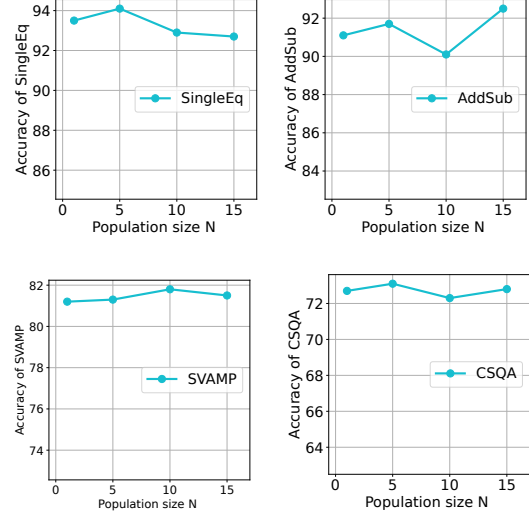 Accuracy of SingleEq
94
92
90
88
86
SingleEq
0 5 10 15
Population size N
Accuracy of AddSub
92
90
88
86
84
AddSub
0 5 10 15
Population size N
Accuracy of SVAMP
82
80
78
76
74
SVAMP
0 5 10 15
Population size N
Accuracy of CSQA
72
70
68
66
64
CSQA
0 5 10 15
Population size N